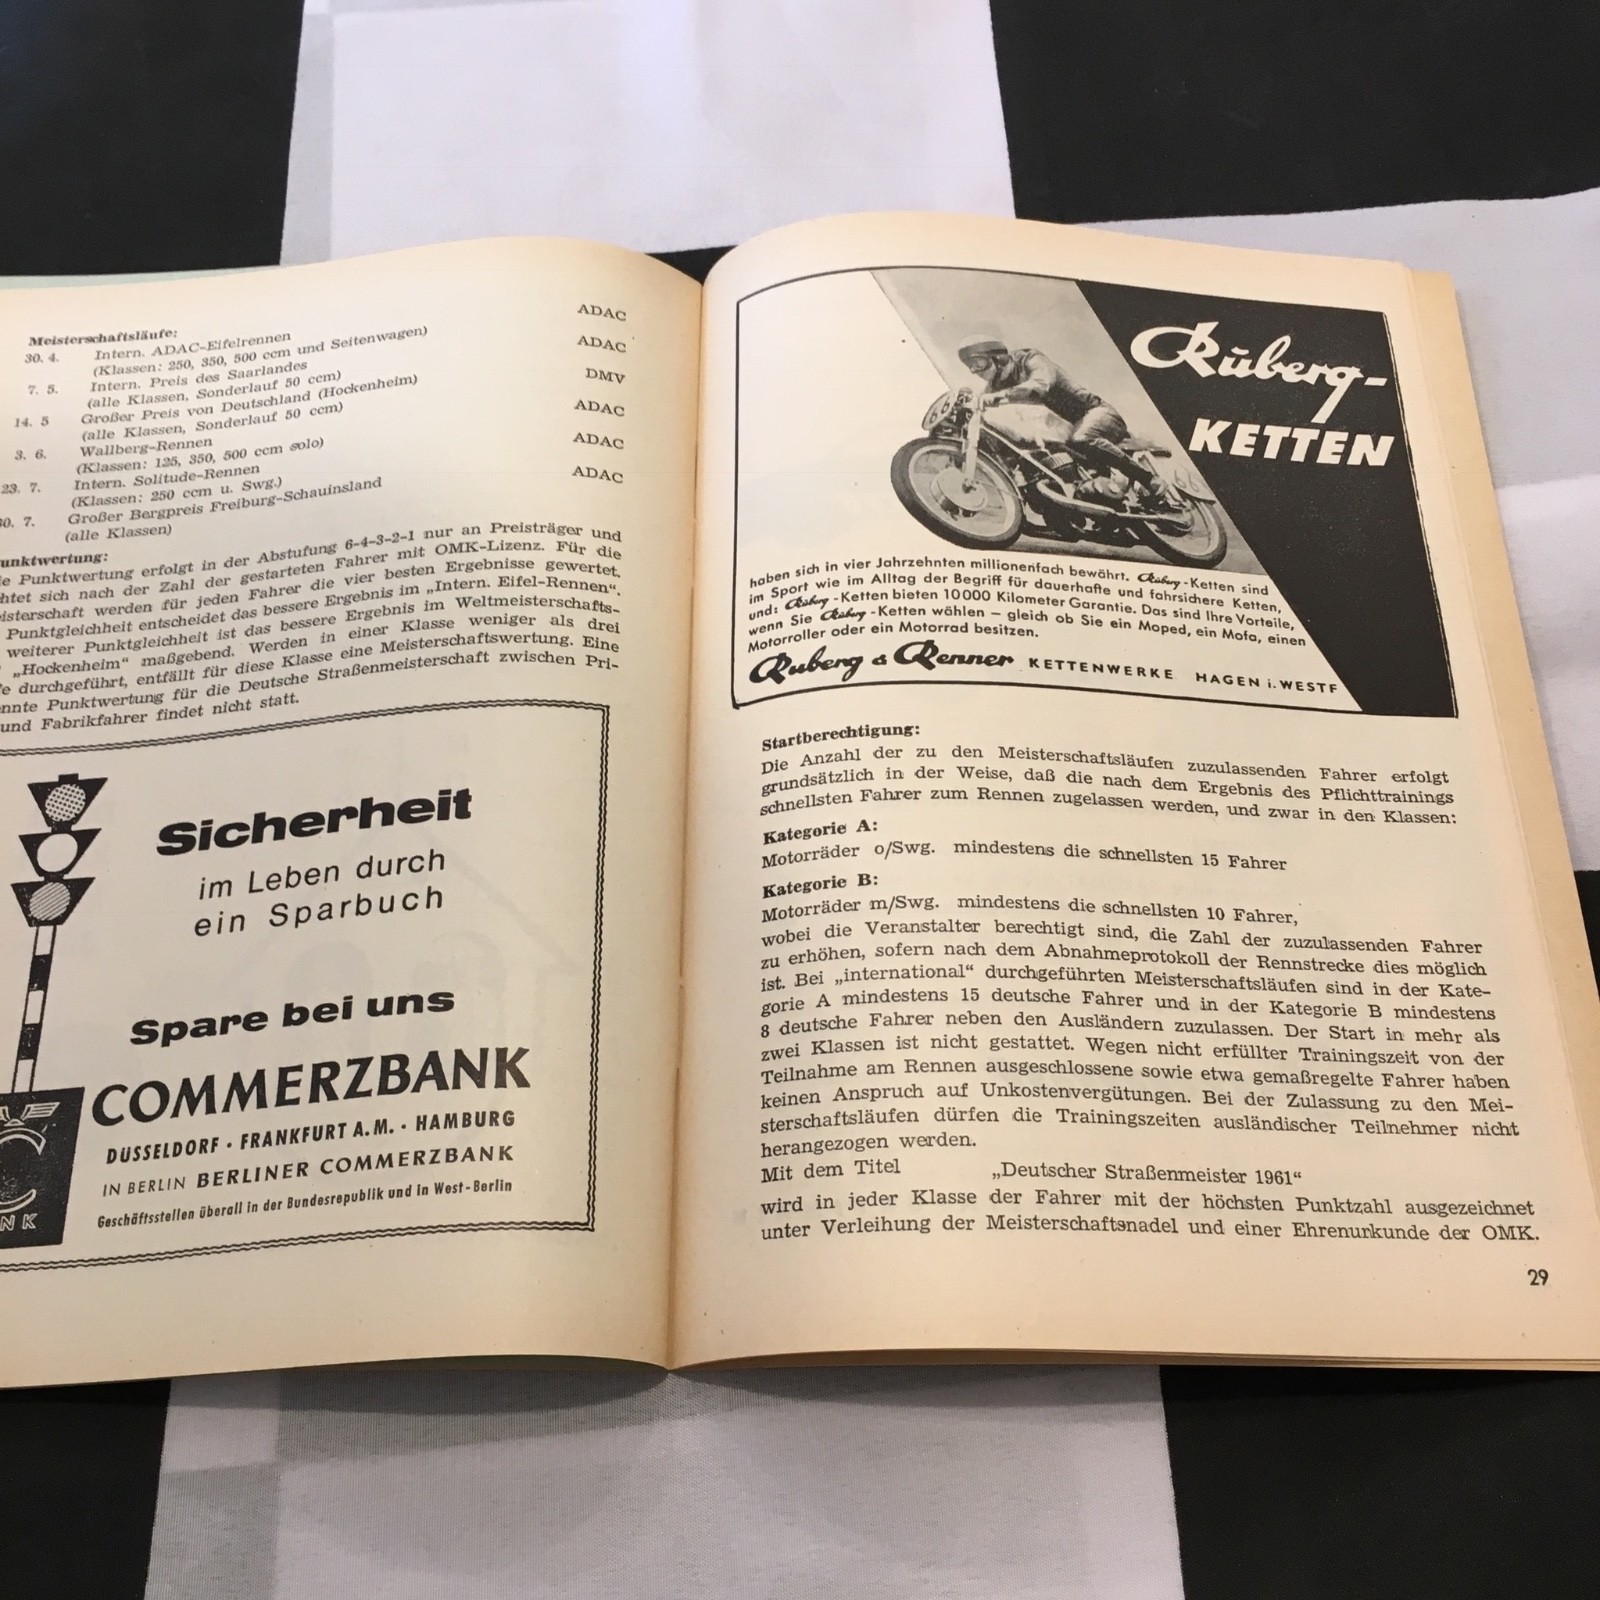 Meisterschaftsläufe:
30. 4. Intern. ADAC-Eifelrennen ADAC
(Klassen: 250, 350, 500 ccm und Seitenwagen)
7. 5. Intern. Preis des Saarlandes ADAC
(alle Klassen, Sonderlauf 50 ccm)
14. 5 Großer Preis von Deutschland (Hockenheim) DMV
(alle Klassen, Sonderlauf 50 ccm)
3. 6. Wallberg-Rennen ADAC
(Klassen: 125, 350, 500 ccm solo)
23. 7. Intern. Solitude-Rennen ADAC
(Klassen: 250 ccm u. Swg.)
30. 7. Großer Bergpreis Freiburg-Schauinsland ADAC
(alle Klassen)
unktwertung:
e Punktwertung erfolgt in der Abstufung 6-4-3-2-1 nur an Preisträger und
htet sich nach der Zahl der gestarteten Fahrer mit OMK-Lizenz. Für die
isterschaft werden für jeden Fahrer die vier besten Ergebnisse gewertet.
Punktgleichheit entscheidet das bessere Ergebnis im „Intern. Eifel-Rennen“.
weiterer Punktgleichheit ist das bessere Ergebnis im Weltmeisterschafts-
„Hockenheim“ maßgebend. Werden in einer Klasse weniger als drei
e durchgeführt, entfällt für diese Klasse eine Meisterschaftswertung. Eine
nnte Punktwertung für die Deutsche Straßenmeisterschaft zwischen Pri-
und Fabrikfahrer findet nicht statt.
Sicherheit
im Leben durch
ein Sparbuch
Spare bei uns
COMMERZBANK
DUSSELDORF · FRANKFURT A.M. · HAMBURG
IN BERLIN BERLINER COMMERZBANK
Geschäftsstellen überall in der Bundesrepublik und in West-Berlin
NK
Rúberg-
KETTEN
haben sich in vier Jahrzehnten millionenfach bewährt. Rúberg-Ketten sind
im Sport wie im Alltag der Begriff für dauerhafte und fahrsichere Ketten,
und: Rúberg-Ketten bieten 10000 Kilometer Garantie. Das sind Ihre Vorteile,
wenn Sie Rúberg-Ketten wählen – gleich ob Sie ein Moped, ein Mofa, einen
Motorroller oder ein Motorrad besitzen.
Ruberg & Renner KETTENWERKE HAGEN i. WESTF
Startberechtigung:
Die Anzahl der zu den Meisterschaftsläufen zuzulassenden Fahrer erfolgt
grundsätzlich in der Weise, daß die nach dem Ergebnis des Pflichttrainings
schnellsten Fahrer zum Rennen zugelassen werden, und zwar in den Klassen:
Kategorie A:
Motorräder o/Swg. mindestens die schnellsten 15 Fahrer
Kategorie B:
Motorräder m/Swg. mindestens die schnellsten 10 Fahrer,
wobei die Veranstalter berechtigt sind, die Zahl der zuzulassenden Fahrer
zu erhöhen, sofern nach dem Abnahmeprotokoll der Rennstrecke dies möglich
ist. Bei „international“ durchgeführten Meisterschaftsläufen sind in der Kate-
gorie A mindestens 15 deutsche Fahrer und in der Kategorie B mindestens
8 deutsche Fahrer neben den Ausländern zuzulassen. Der Start in mehr als
zwei Klassen ist nicht gestattet. Wegen nicht erfüllter Trainingszeit von der
Teilnahme am Rennen ausgeschlossene sowie etwa gemaßregelte Fahrer haben
keinen Anspruch auf Unkostenvergütungen. Bei der Zulassung zu den Mei-
sterschaftsläufen dürfen die Trainingszeiten ausländischer Teilnehmer nicht
herangezogen werden.
Mit dem Titel „Deutscher Straßenmeister 1961“
wird in jeder Klasse der Fahrer mit der höchsten Punktzahl ausgezeichnet
unter Verleihung der Meisterschaftsnadel und einer Ehrenurkunde der OMK.
29